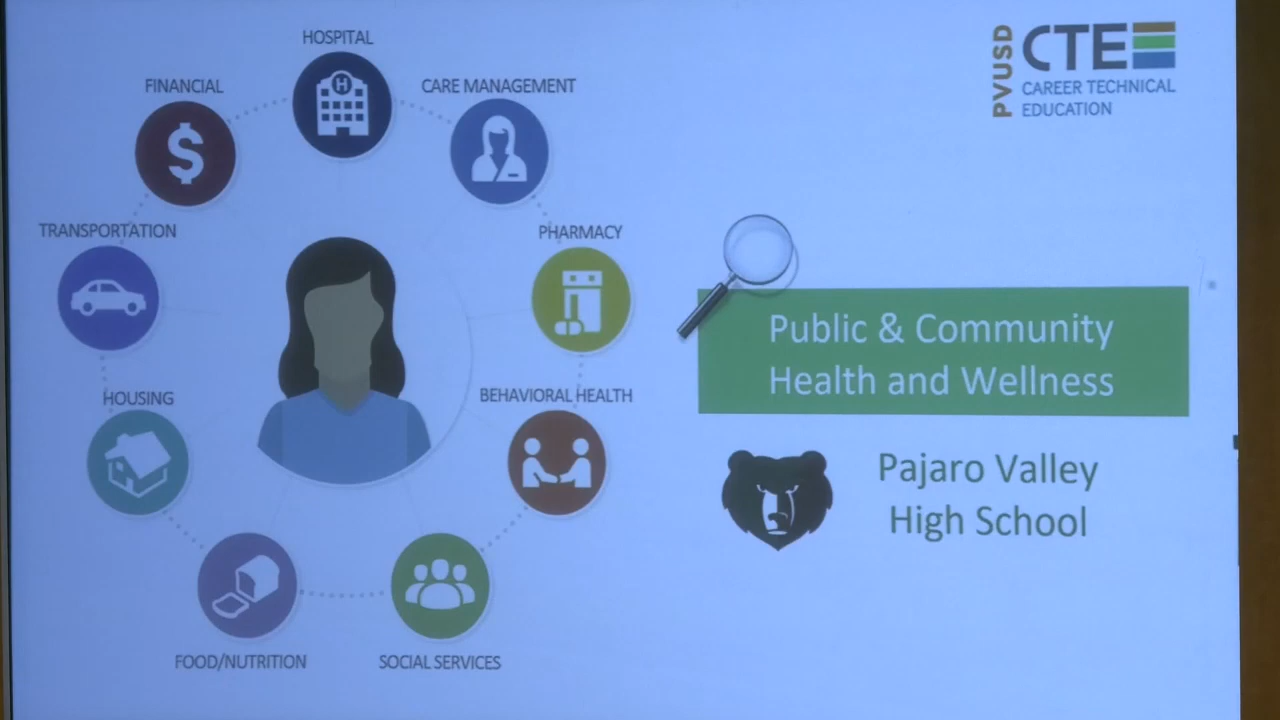 HOSPITAL
FINANCIAL
CARE MANAGEMENT
TRANSPORTATION
PHARMACY
HOUSING
BEHAVIORAL HEALTH
FOOD/NUTRITION
SOCIAL SERVICES
H
$
PVUSD
CTE
CAREER TECHNICAL
EDUCATION
Public & Community
Health and Wellness
Pajaro Valley
High School